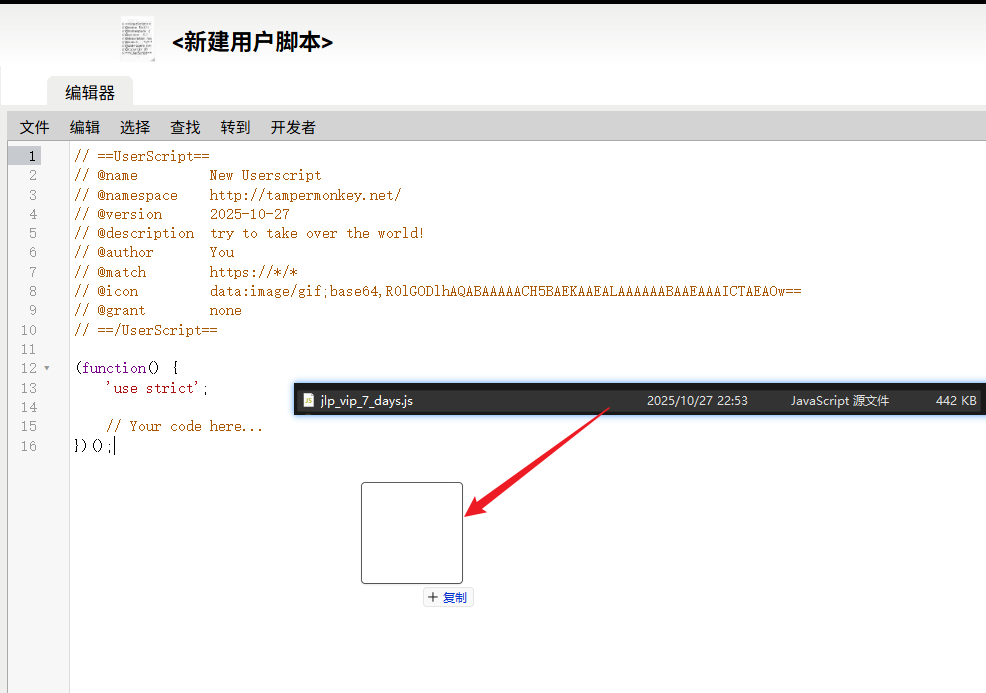 <新建用户脚本>
编辑器
文件 编辑 选择 查找 转到 开发者
1 // ==UserScript==
2 // @name New Userscript
3 // @namespace http://tampermonkey.net/
4 // @version 2025-10-27
5 // @description try to take over the world!
6 // @author You
7 // @match https://*/*
8 // @icon data:image/gif;base64,R0lGODlhAQABAAAAACH5BAEKAAEALAAAAAABAAEAAAICTAEAOw==
9 // @grant none
10 // ==/UserScript==
11
12 (function() {
13 'use strict';
jlp_vip_7_days.js 2025/10/27 22:53 JavaScript 源文件 442 KB
14
15 // Your code here...
16 })();
+ 复制